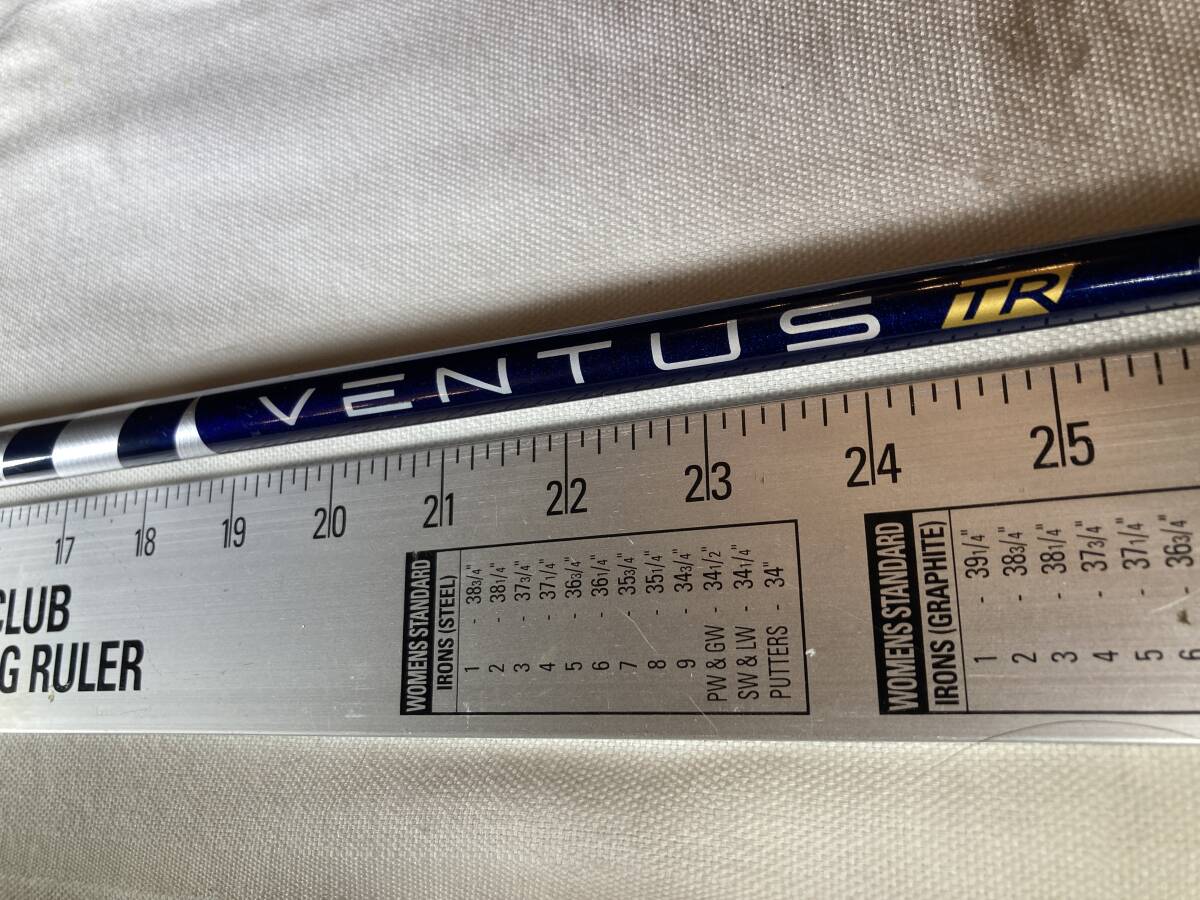 VENTUS TR
17 18 19 20 21 22 23 24 25
CLUB
G RULER
WOMENS STANDARD
IRONS (STEEL)
1 - 38 3/4"
2 - 38 1/4"
3 - 37 3/4"
4 - 37 1/4"
5 - 36 3/4"
6 - 36 1/4"
7 - 35 3/4"
8 - 35 1/4"
9 - 34 3/4"
PW & GW - 34 1/2"
SW & LW - 34 1/4"
PUTTERS - 34"
WOMENS STANDARD
IRONS (GRAPHITE)
1 - 39 1/4"
2 - 38 3/4"
3 - 38 1/4"
4 - 37 3/4"
5 - 37 1/4"
6 - 36 3/4"